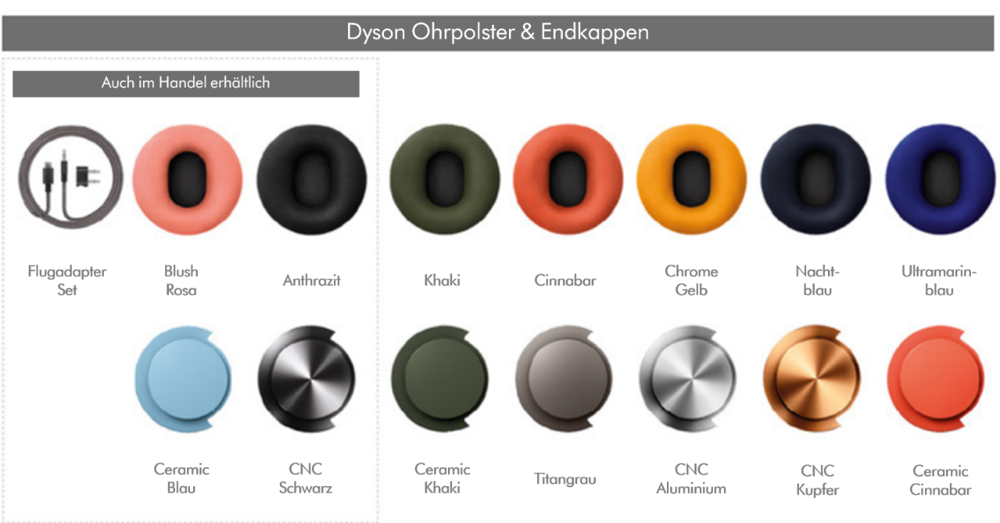 Dyson Ohrpolster & Endkappen
Auch im Handel erhältlich
Flugadapter
Set
Blush
Rosa
Anthrazit
Khaki
Cinnabar
Chrome
Gelb
Nacht-
blau
Ultramarin-
blau
Ceramic
Blau
CNC
Schwarz
Ceramic
Khaki
Titangrau
CNC
Aluminium
CNC
Kupfer
Ceramic
Cinnabar